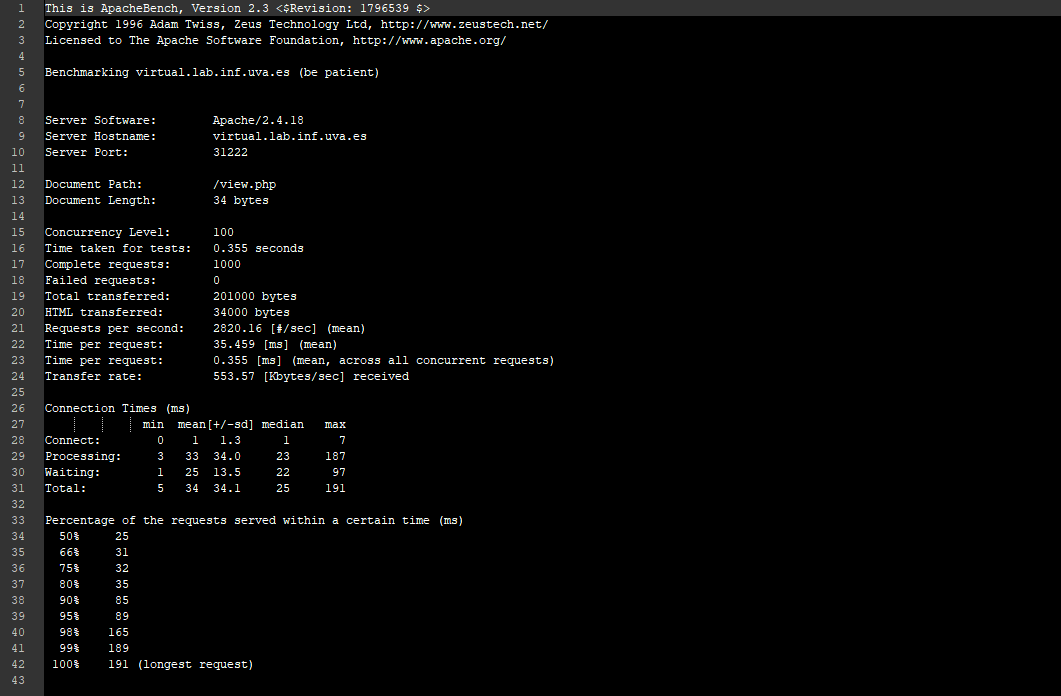 1 This is ApacheBench, Version 2.3 <$Revision: 1796539 $>
2 Copyright 1996 Adam Twiss, Zeus Technology Ltd, http://www.zeustech.net/
3 Licensed to The Apache Software Foundation, http://www.apache.org/
4
5 Benchmarking virtual.lab.inf.uva.es (be patient)
6
7
8 Server Software: Apache/2.4.18
9 Server Hostname: virtual.lab.inf.uva.es
10 Server Port: 31222
11
12 Document Path: /view.php
13 Document Length: 34 bytes
14
15 Concurrency Level: 100
16 Time taken for tests: 0.355 seconds
17 Complete requests: 1000
18 Failed requests: 0
19 Total transferred: 201000 bytes
20 HTML transferred: 34000 bytes
21 Requests per second: 2820.16 [#/sec] (mean)
22 Time per request: 35.459 [ms] (mean)
23 Time per request: 0.355 [ms] (mean, across all concurrent requests)
24 Transfer rate: 553.57 [Kbytes/sec] received
25
26 Connection Times (ms)
27 min mean[+/-sd] median max
28 Connect: 0 1 1.3 1 7
29 Processing: 3 33 34.0 23 187
30 Waiting: 1 25 13.5 22 97
31 Total: 5 34 34.1 25 191
32
33 Percentage of the requests served within a certain time (ms)
34 50% 25
35 66% 31
36 75% 32
37 80% 35
38 90% 85
39 95% 89
40 98% 165
41 99% 189
42 100% 191 (longest request)
43